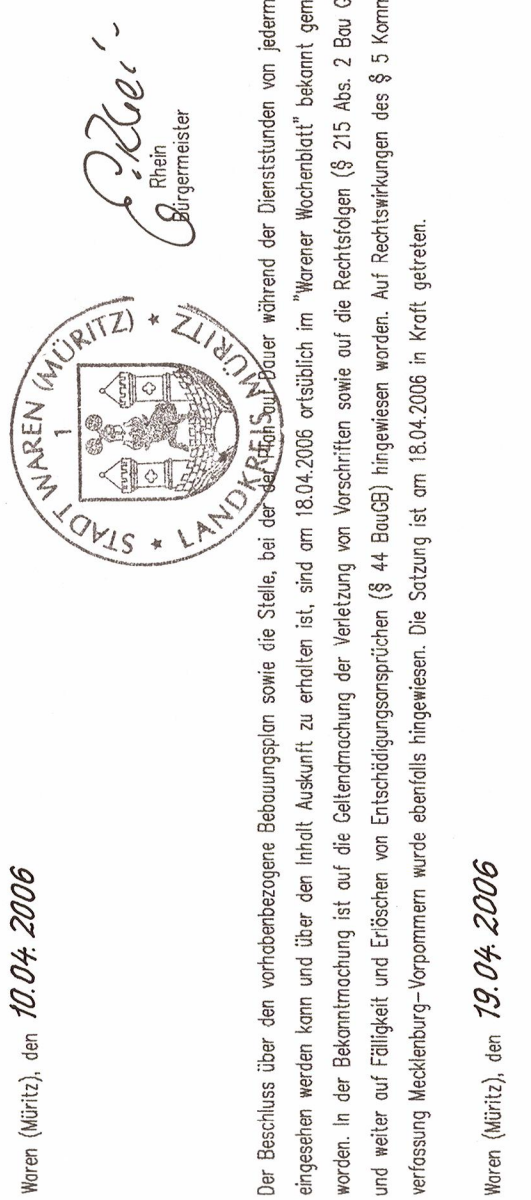 Waren (Müritz), den 10.04.2006
STADT WAREN (MÜRITZ) * LANDKREIS MÜRITZ *
1
Rhein
Bürgermeister
Der Beschluss über den vorhabenbezogene Bebauungsplan sowie die Stelle, bei der der Plan auf Dauer während der Dienststunden von jederm
eingesehen werden kann und über den Inhalt Auskunft zu erhalten ist, sind am 18.04.2006 ortsüblich im "Warener Wochenblatt" bekannt gem
worden. In der Bekanntmachung ist auf die Geltendmachung der Verletzung von Vorschriften sowie auf die Rechtsfolgen (§ 215 Abs. 2 Bau G
und weiter auf Fälligkeit und Erlöschen von Entschädigungsansprüchen (§ 44 BauGB) hingewiesen worden. Auf Rechtswirkungen des § 5 Komm
verfassung Mecklenburg-Vorpommern wurde ebenfalls hingewiesen. Die Satzung ist am 18.04.2006 in Kraft getreten.
Waren (Müritz), den 19.04.2006